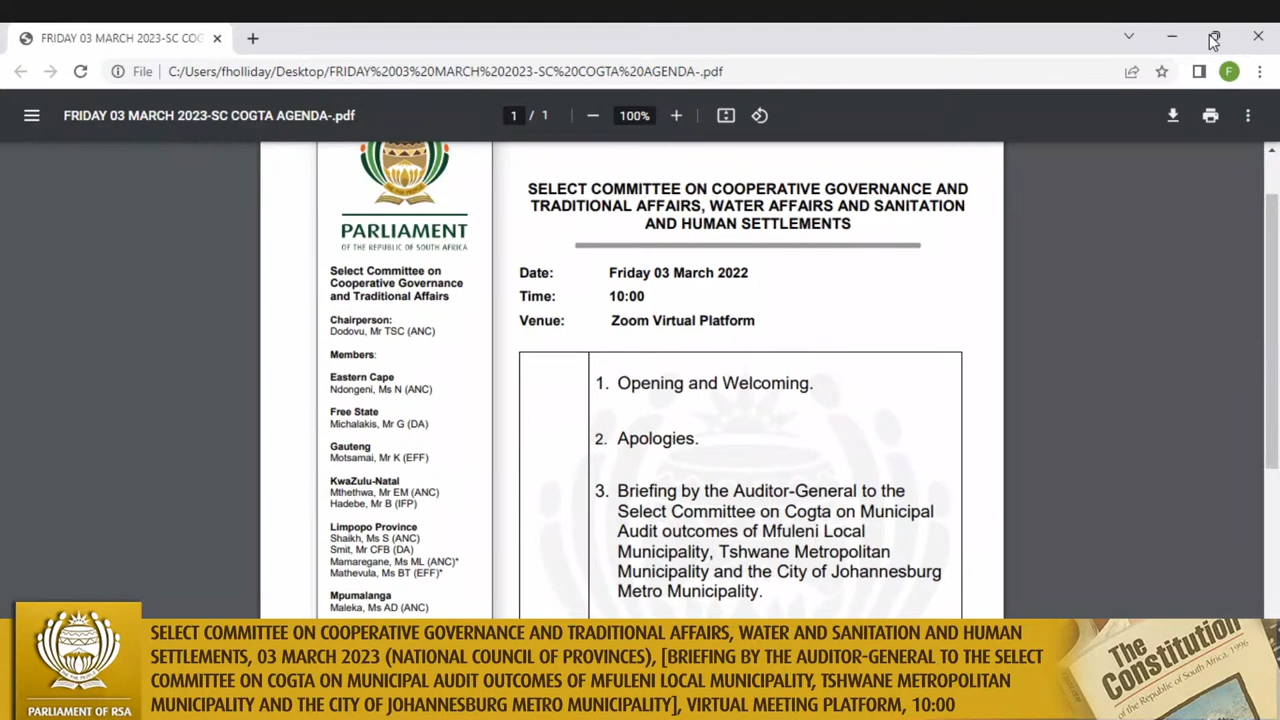 FRIDAY 03 MARCH 2023-SC COG
File
C:/Users/fholliday/Desktop/FRIDAY%2003%20MARCH%202023-SC%20COGTA%20AGENDA-.pdf
F
FRIDAY 03 MARCH 2023-SC COGTA AGENDA-.pdf
1 / 1
100%
PARLIAMENT
OF THE REPUBLIC OF SOUTH AFRICA
Select Committee on
Cooperative Governance
and Traditional Affairs
Chairperson:
Dodovu, Mr TSC (ANC)
Members:
Eastern Cape
Ndongeni, Ms N (ANC)
Free State
Michalakis, Mr G (DA)
Gauteng
Motsamai, Mr K (EFF)
KwaZulu-Natal
Mthethwa, Mr EM (ANC)
Hadebe, Mr B (IFP)
Limpopo Province
Shaikh, Ms S (ANC)
Smit, Mr CFB (DA)
Mamaregane, Ms ML (ANC)*
Mathevula, Ms BT (EFF)*
Mpumalanga
Maleka, Ms AD (ANC)
SELECT COMMITTEE ON COOPERATIVE GOVERNANCE AND
TRADITIONAL AFFAIRS, WATER AFFAIRS AND SANITATION
AND HUMAN SETTLEMENTS
Date: Friday 03 March 2022
Time: 10:00
Venue: Zoom Virtual Platform
1. Opening and Welcoming.
2. Apologies.
3. Briefing by the Auditor-General to the
Select Committee on Cogta on Municipal
Audit outcomes of Mfuleni Local
Municipality, Tshwane Metropolitan
Municipality and the City of Johannesburg
Metro Municipality.
PARLIAMENT OF RSA
SELECT COMMITTEE ON COOPERATIVE GOVERNANCE AND TRADITIONAL AFFAIRS, WATER AND SANITATION AND HUMAN
SETTLEMENTS, 03 MARCH 2023 (NATIONAL COUNCIL OF PROVINCES), [BRIEFING BY THE AUDITOR-GENERAL TO THE SELECT
COMMITTEE ON COGTA ON MUNICIPAL AUDIT OUTCOMES OF MFULENI LOCAL MUNICIPALITY, TSHWANE METROPOLITAN
MUNICIPALITY AND THE CITY OF JOHANNESBURG METRO MUNICIPALITY], VIRTUAL MEETING PLATFORM, 10:00
The
Constitution
of the Republic of South Africa, 1996